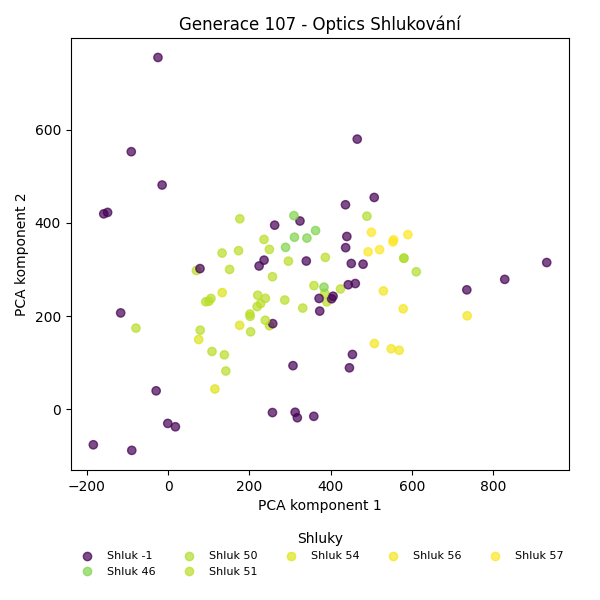 Generace 107 - Optics Shlukování
PCA komponent 2
600
400
200
0
−200 0 200 400 600 800
PCA komponent 1
Shluky
Shluk -1 Shluk 50 Shluk 54 Shluk 56 Shluk 57
Shluk 46 Shluk 51